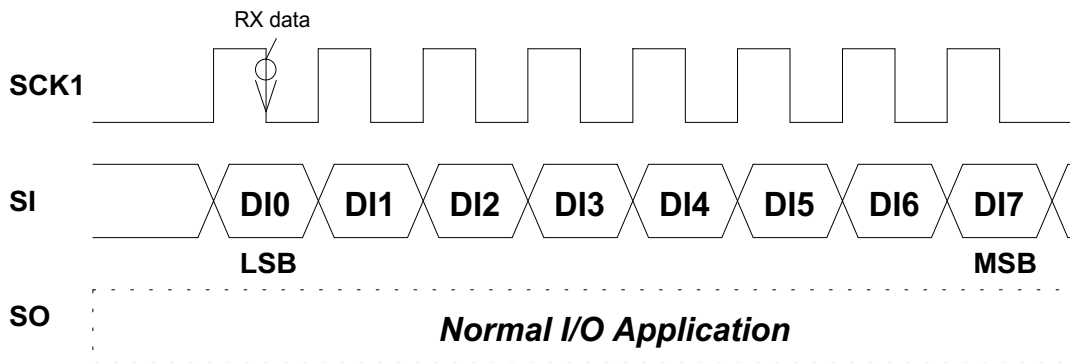 RX data
SCK1
SI DI0 DI1 DI2 DI3 DI4 DI5 DI6 DI7
LSB MSB
SO Normal I/O Application